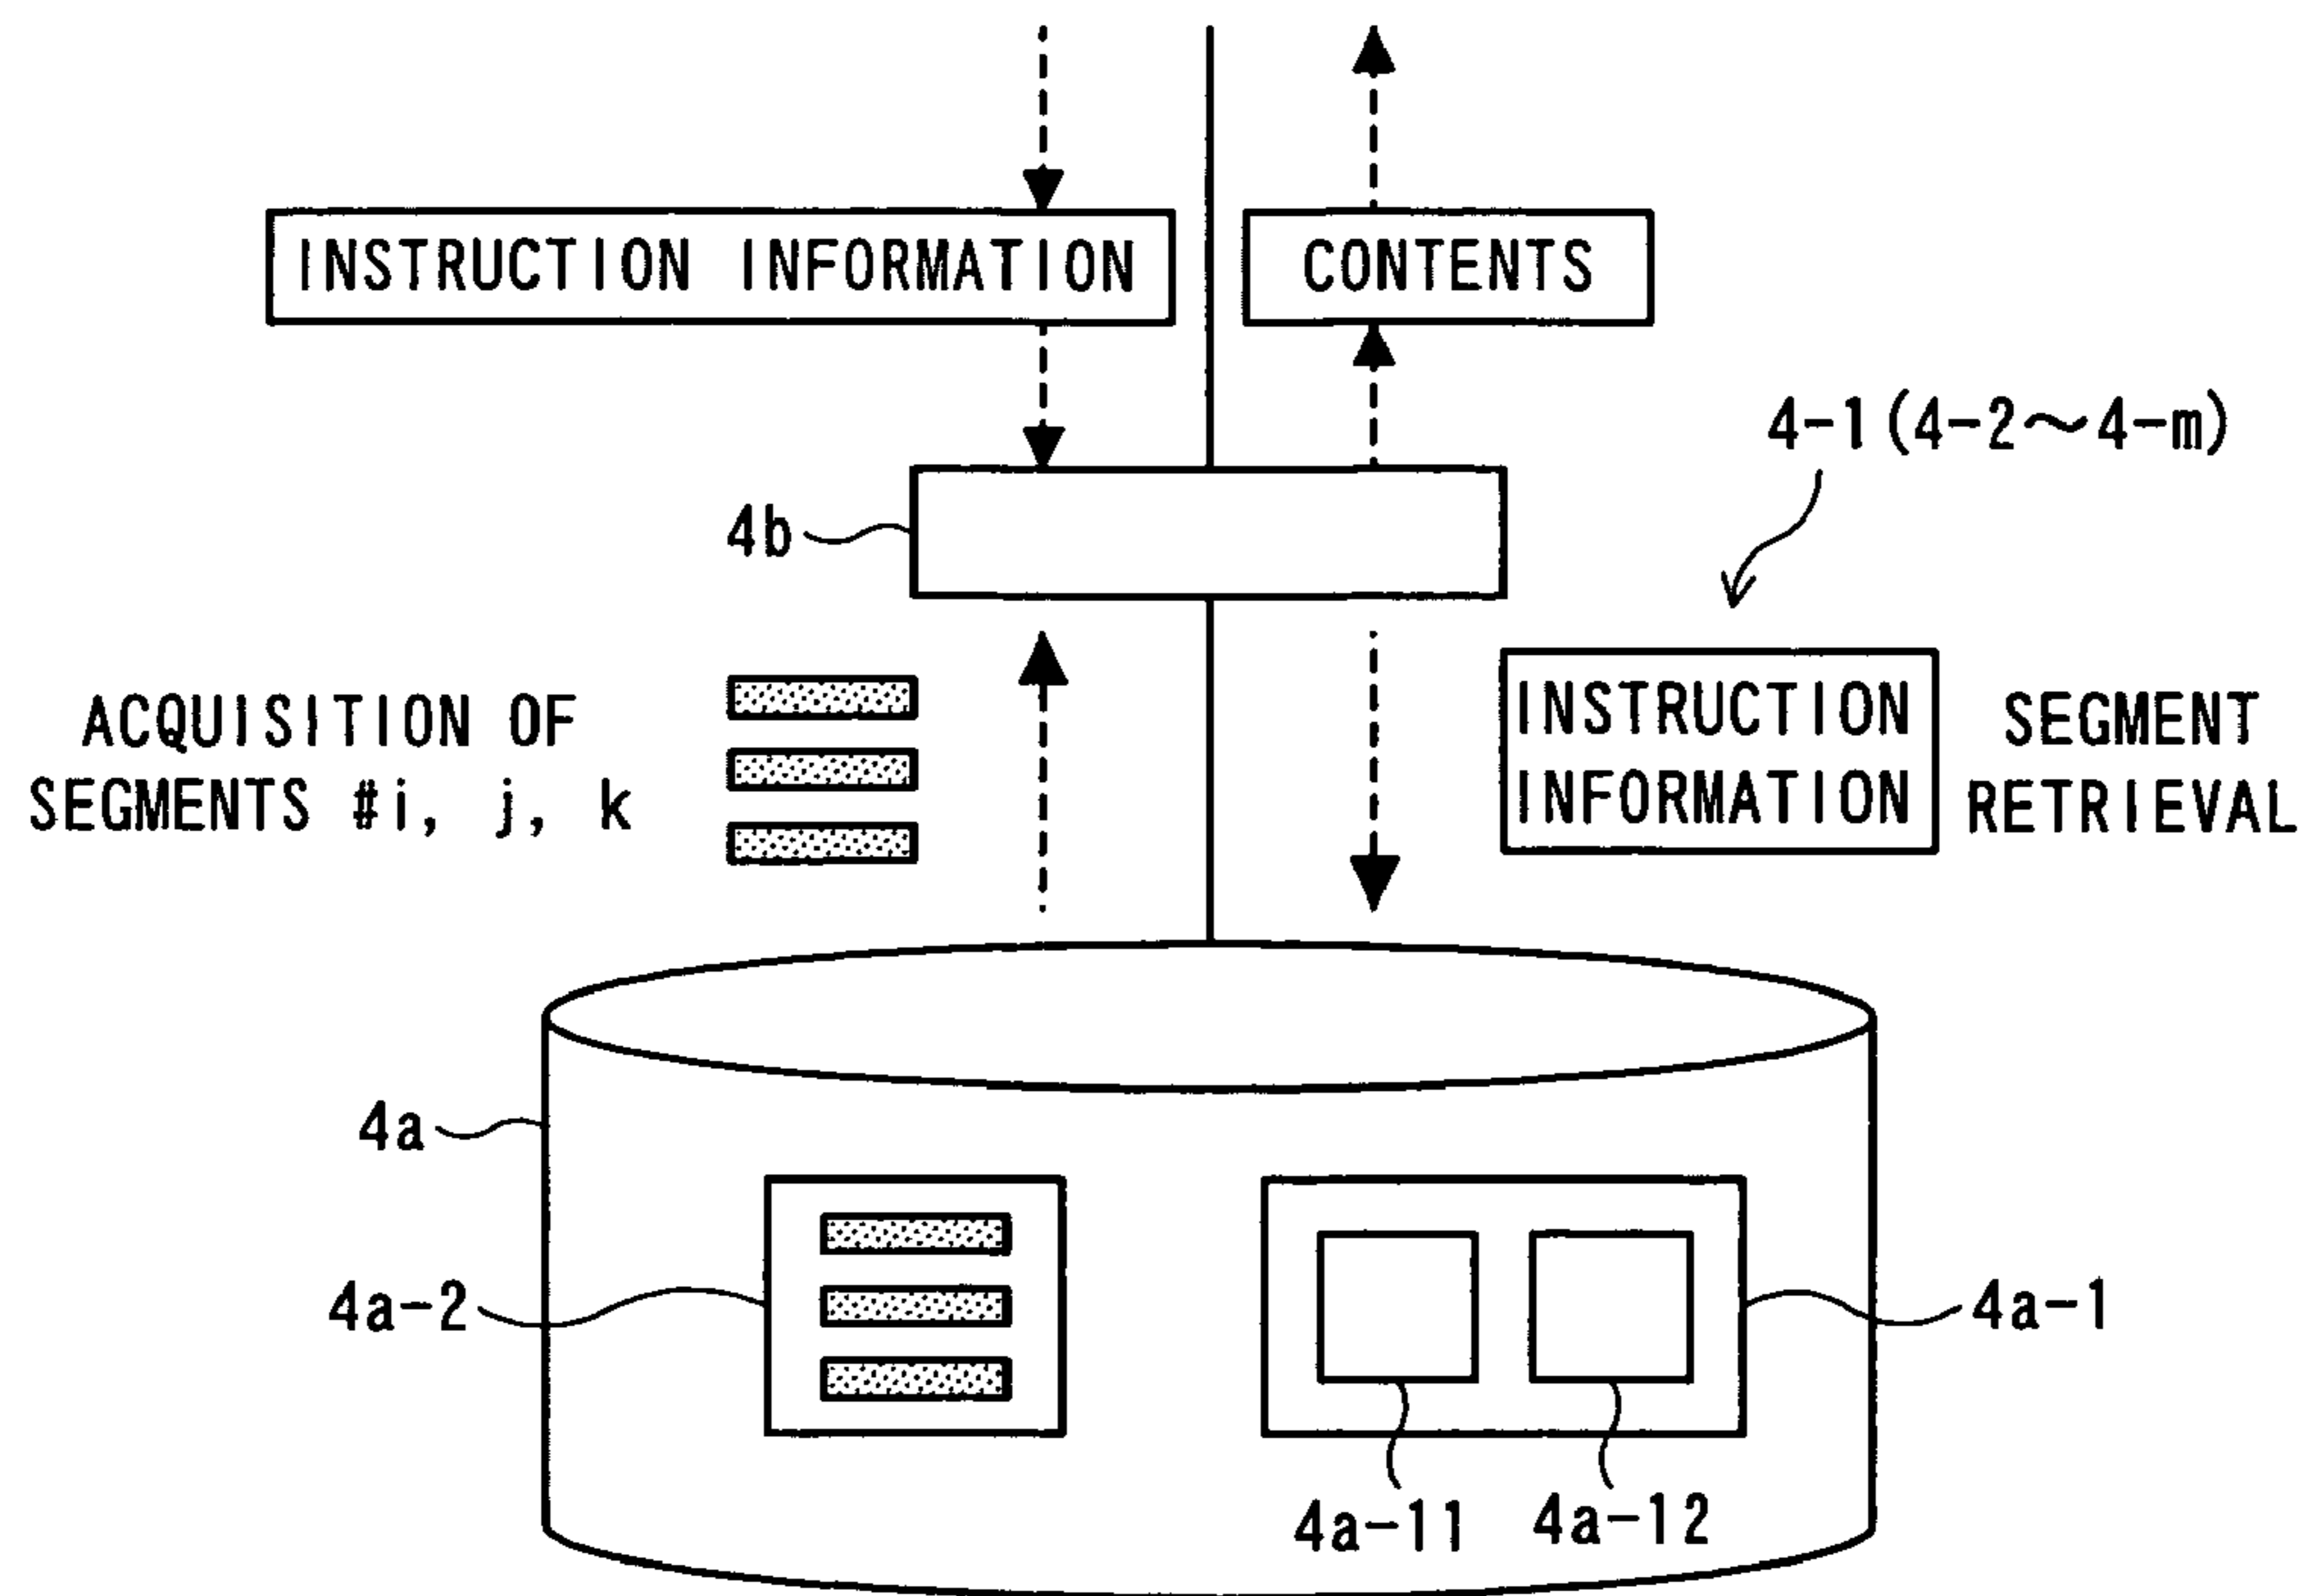 INSTRUCTION INFORMATION
CONTENTS
4-1(4-2～4-m)
4b
ACQUISITION OF
SEGMENTS #i, j, k
INSTRUCTION
INFORMATION
SEGMENT
RETRIEVAL
4a
4a-2
4a-1
4a-11
4a-12